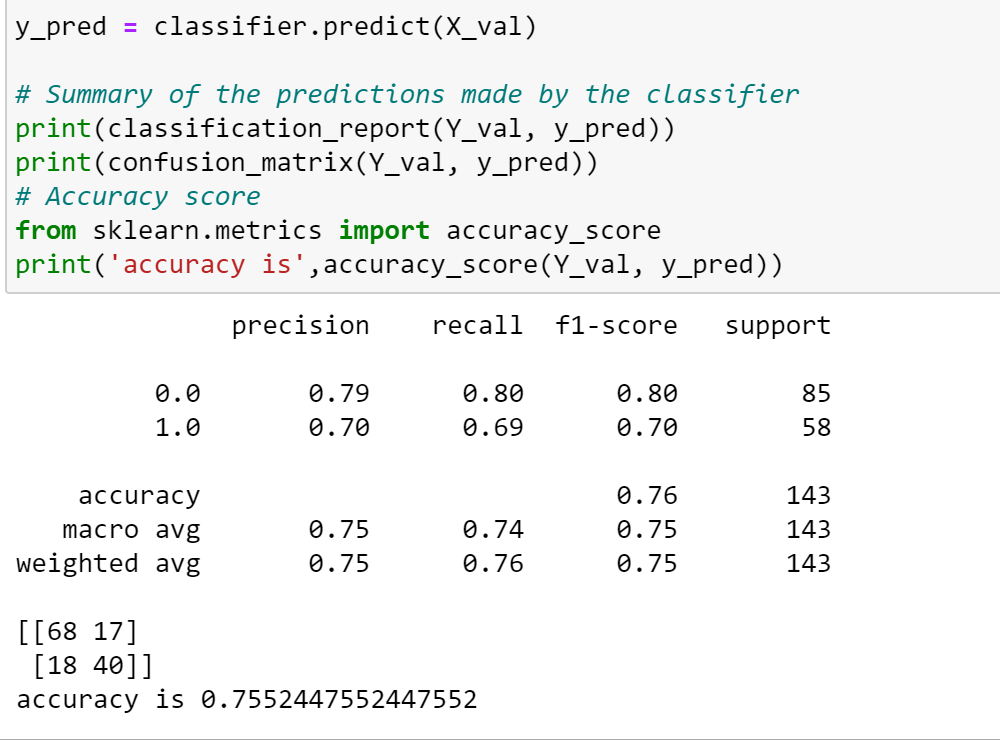 y_pred = classifier.predict(X_val)
# Summary of the predictions made by the classifier
print(classification_report(Y_val, y_pred))
print(confusion_matrix(Y_val, y_pred))
# Accuracy score
from sklearn.metrics import accuracy_score
print('accuracy is',accuracy_score(Y_val, y_pred))
precision recall f1-score support
0.0 0.79 0.80 0.80 85
1.0 0.70 0.69 0.70 58
accuracy 0.76 143
macro avg 0.75 0.74 0.75 143
weighted avg 0.75 0.76 0.75 143
[[68 17]
[18 40]]
accuracy is 0.7552447552447552